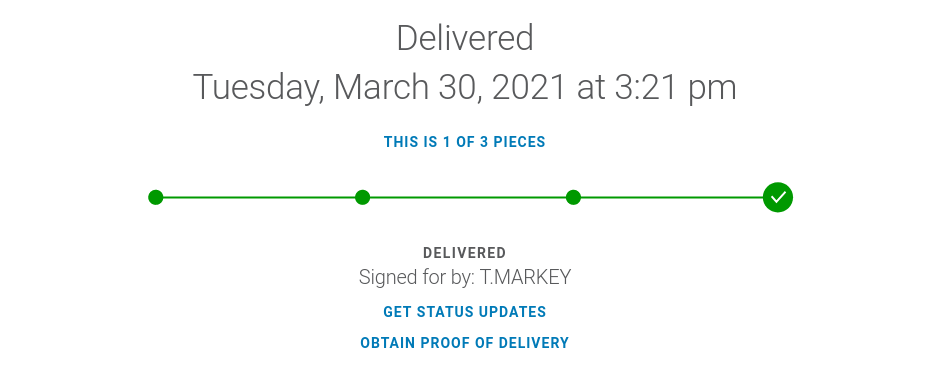 Delivered
Tuesday, March 30, 2021 at 3:21 pm
THIS IS 1 OF 3 PIECES
DELIVERED
Signed for by: T.MARKEY
GET STATUS UPDATES
OBTAIN PROOF OF DELIVERY